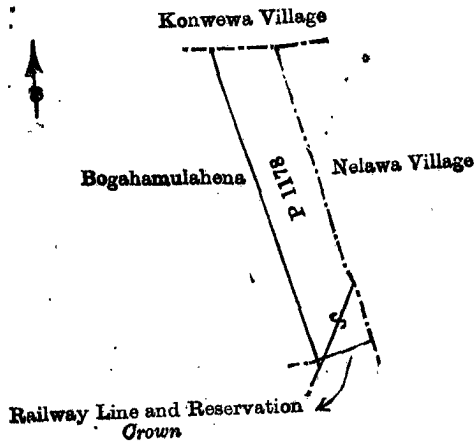 Konwewa Village
Bogahamulahena
P 1178
Nelawa Village
Railway Line and Reservation
Crown